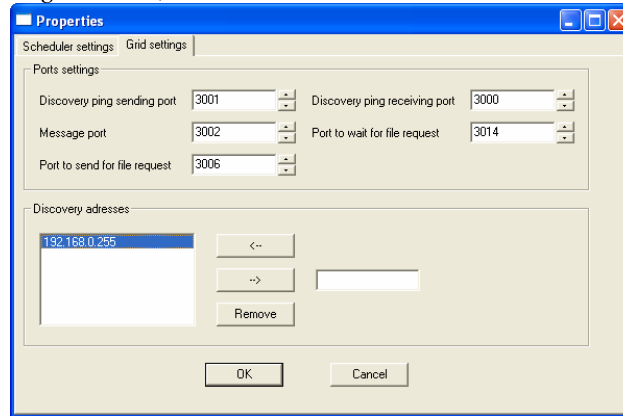 Properties
Scheduler settings Grid settings
Ports settings
Discovery ping sending port 3001 Discovery ping receiving port 3000
Message port 3002 Port to wait for file request 3014
Port to send for file request 3006
Discovery adresses
192.168.0.255
<--
-->
Remove
OK Cancel